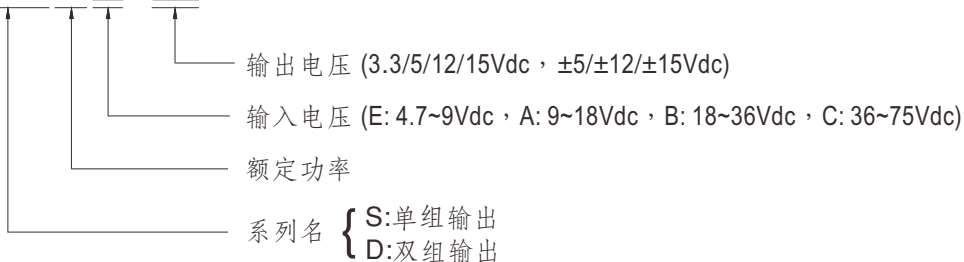 输出电压 (3.3/5/12/15Vdc，±5/±12/±15Vdc)
输入电压 (E: 4.7~9Vdc，A: 9~18Vdc，B: 18~36Vdc，C: 36~75Vdc)
额定功率
系列名 { S:单组输出
D:双组输出